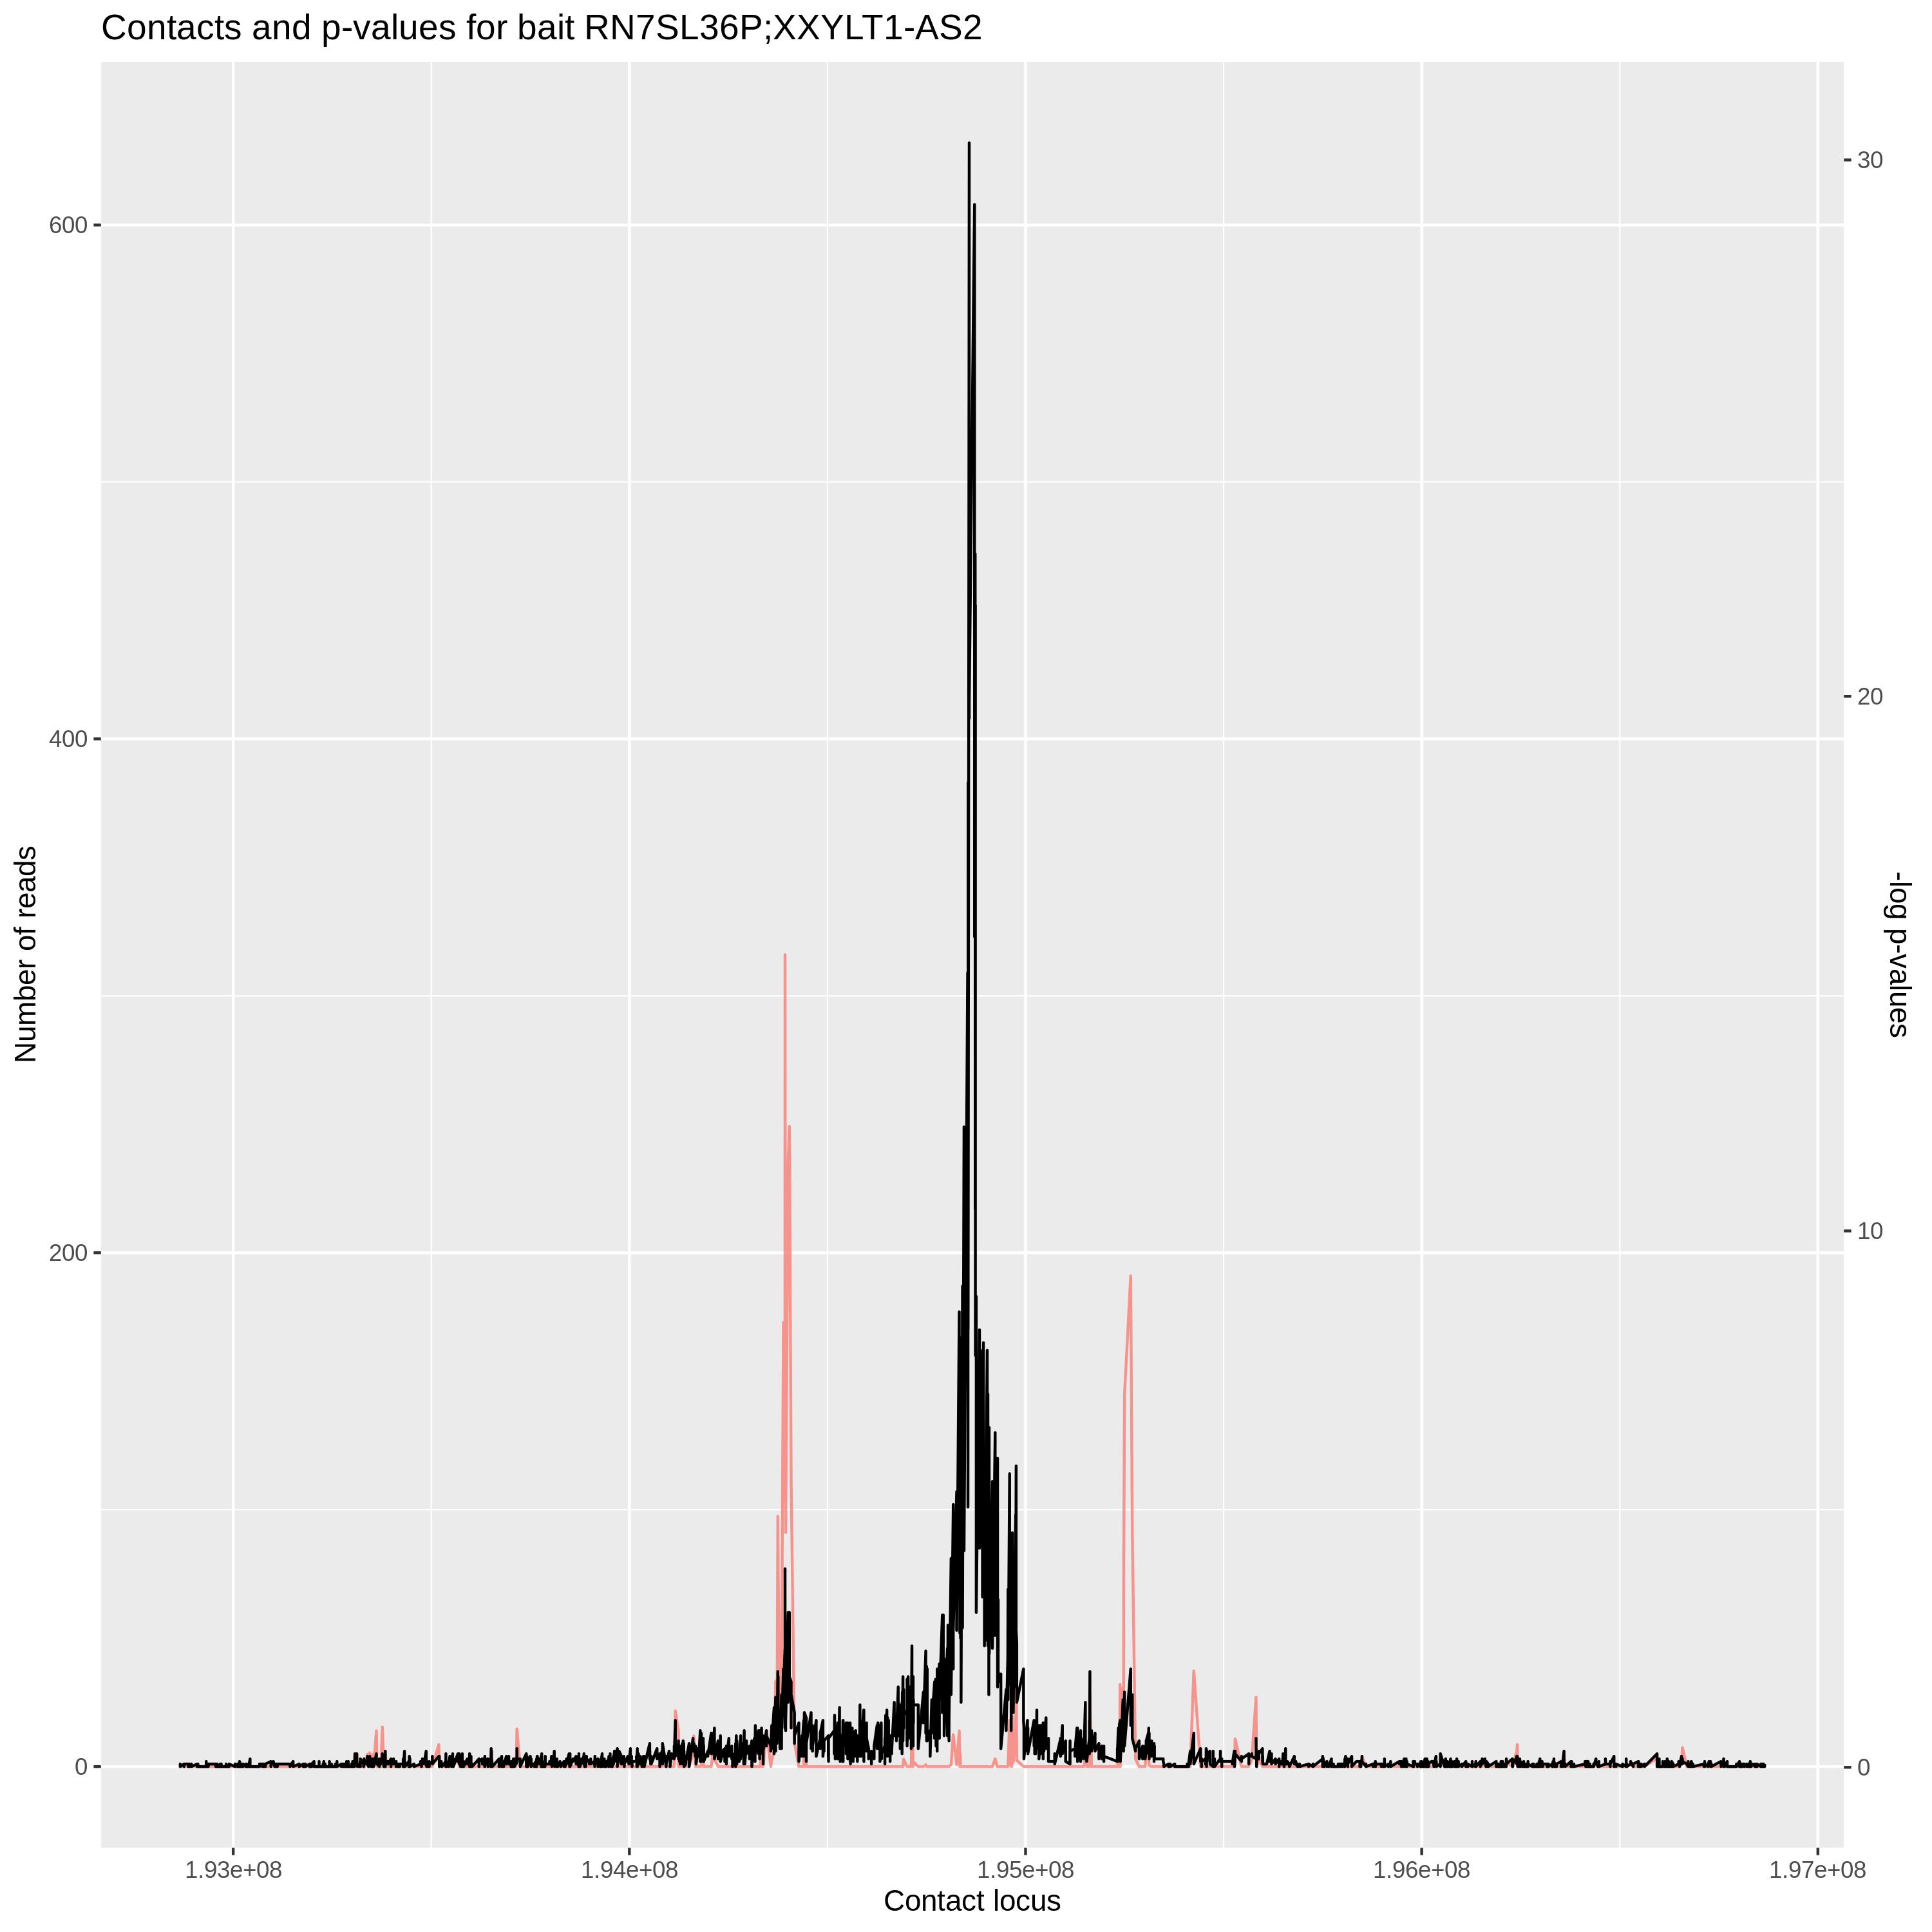 Contacts and p-values for bait RN7SL36P;XXYLT1-AS2
600
400
200
0
Number of reads
30
20
10
0
-log p-values
1.93e+08
1.94e+08
1.95e+08
1.96e+08
1.97e+08
Contact locus